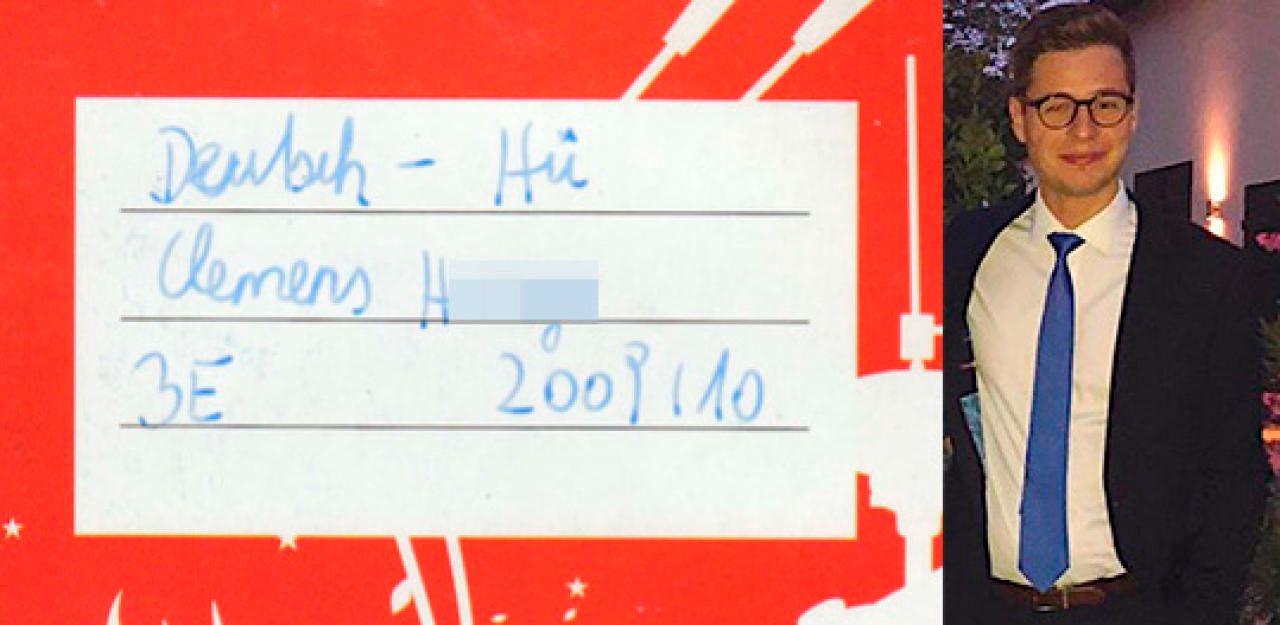 Deutsch - Hü
Clemens H
3E 2009/10